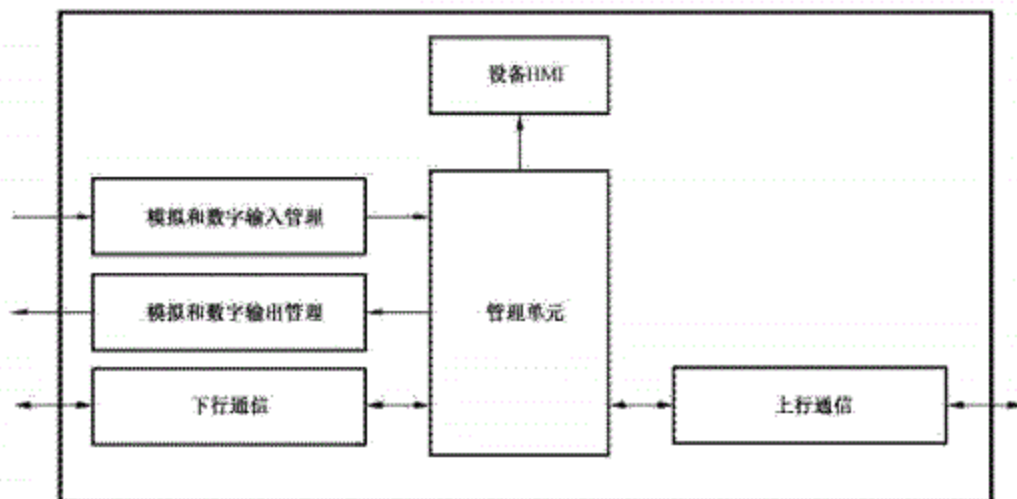 设备HMI
模拟和数字输入管理
模拟和数字输出管理
管理单元
下行通信
上行通信